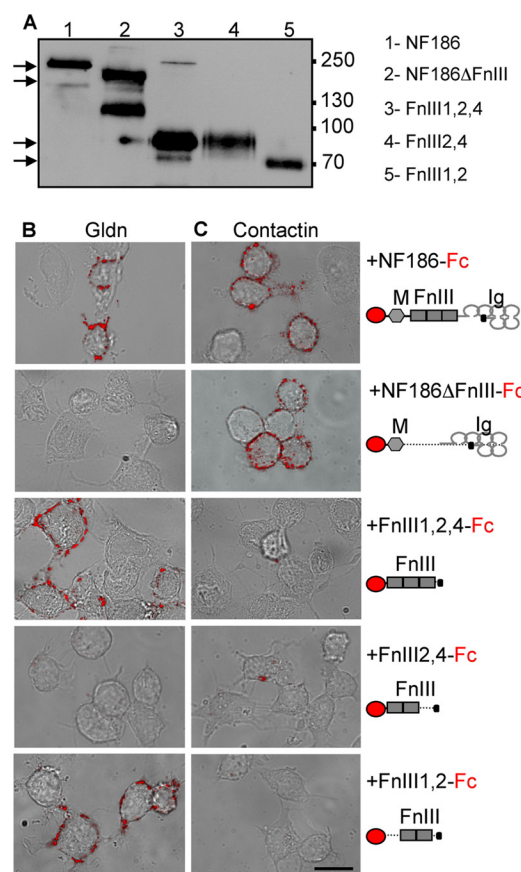 A
1 2 3 4 5
250
130
100
70
1- NF186
2- NF186ΔFnIII
3- FnIII1,2,4
4- FnIII2,4
5- FnIII1,2
B Gldn C Contactin
+NF186-Fc
M FnIII Ig
+NF186ΔFnIII-Fc
M Ig
+FnIII1,2,4-Fc
FnIII
+FnIII2,4-Fc
FnIII
+FnIII1,2-Fc
FnIII